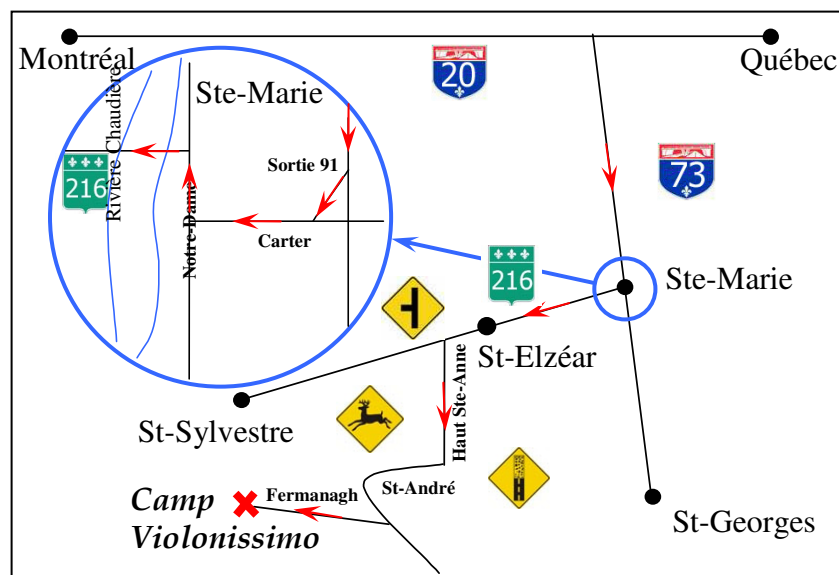 Montréal
Québec
20
Ste-Marie
Rivière Chaudière
Sortie 91
73
216
Notre-Dame
Carter
216
Ste-Marie
St-Elzéar
Haut Ste-Anne
St-Sylvestre
St-André
Fermanagh
Camp
Violonissimo
St-Georges